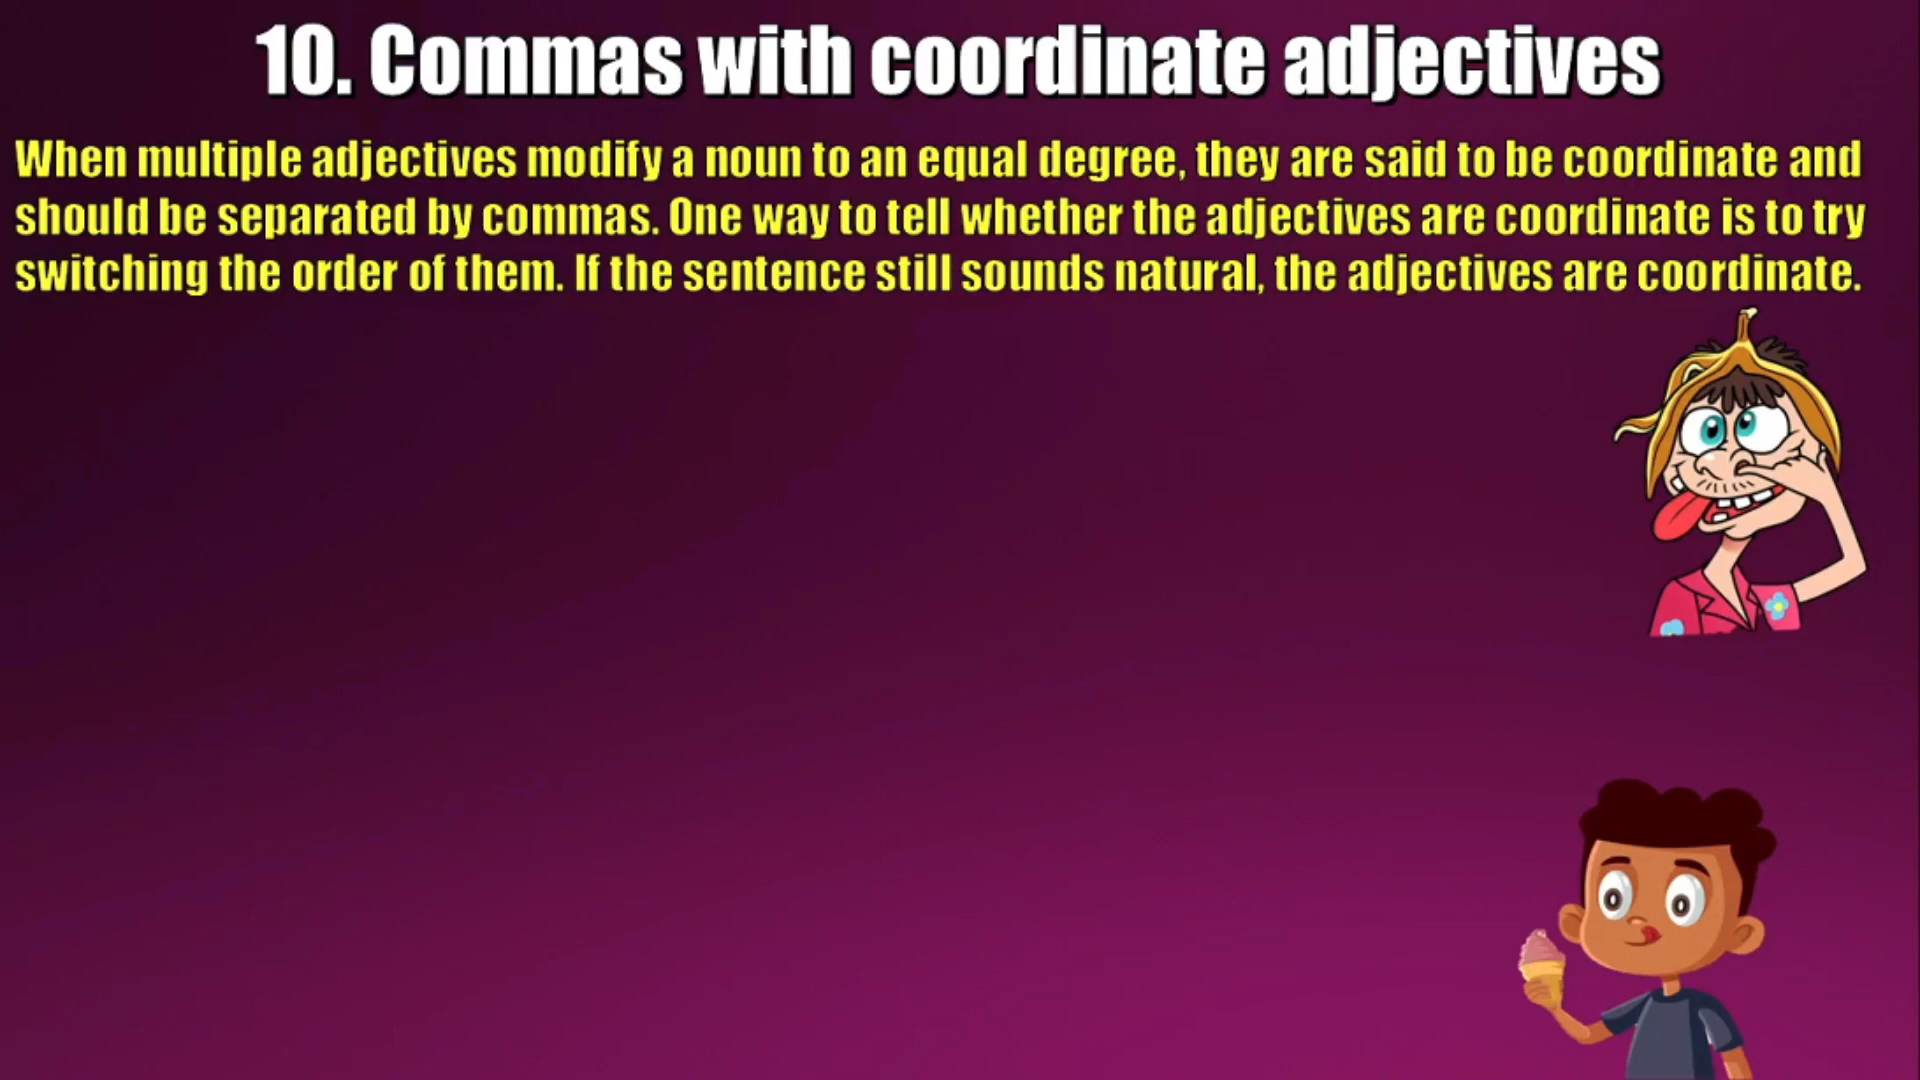 10. Commas with coordinate adjectives
When multiple adjectives modify a noun to an equal degree, they are said to be coordinate and
should be separated by commas. One way to tell whether the adjectives are coordinate is to try
switching the order of them. If the sentence still sounds natural, the adjectives are coordinate.